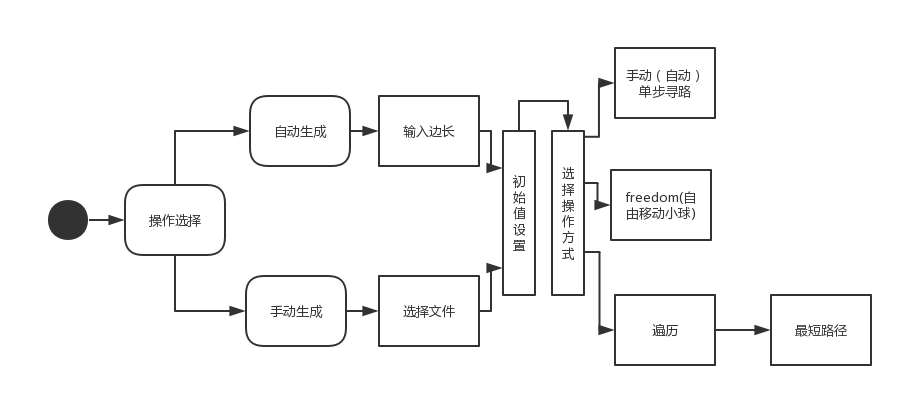 操作选择
自动生成
输入边长
手动生成
选择文件
初始值设置
选择操作方式
手动（自动）
单步寻路
freedom(自
由移动小球)
遍历
最短路径